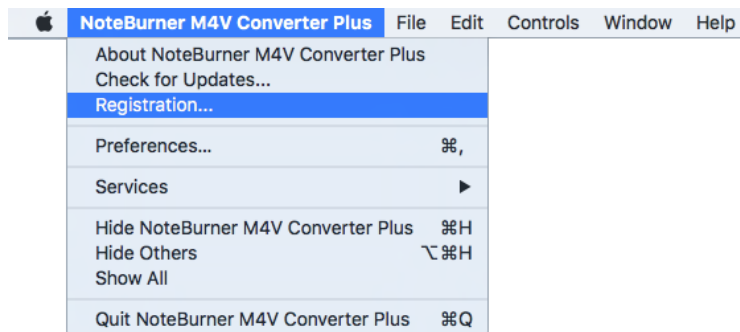 NoteBurner M4V Converter Plus File Edit Controls Window Help
About NoteBurner M4V Converter Plus
Check for Updates...
Registration...
Preferences... ⌘,
Services ▶
Hide NoteBurner M4V Converter Plus ⌘H
Hide Others ⌥⌘H
Show All
Quit NoteBurner M4V Converter Plus ⌘Q